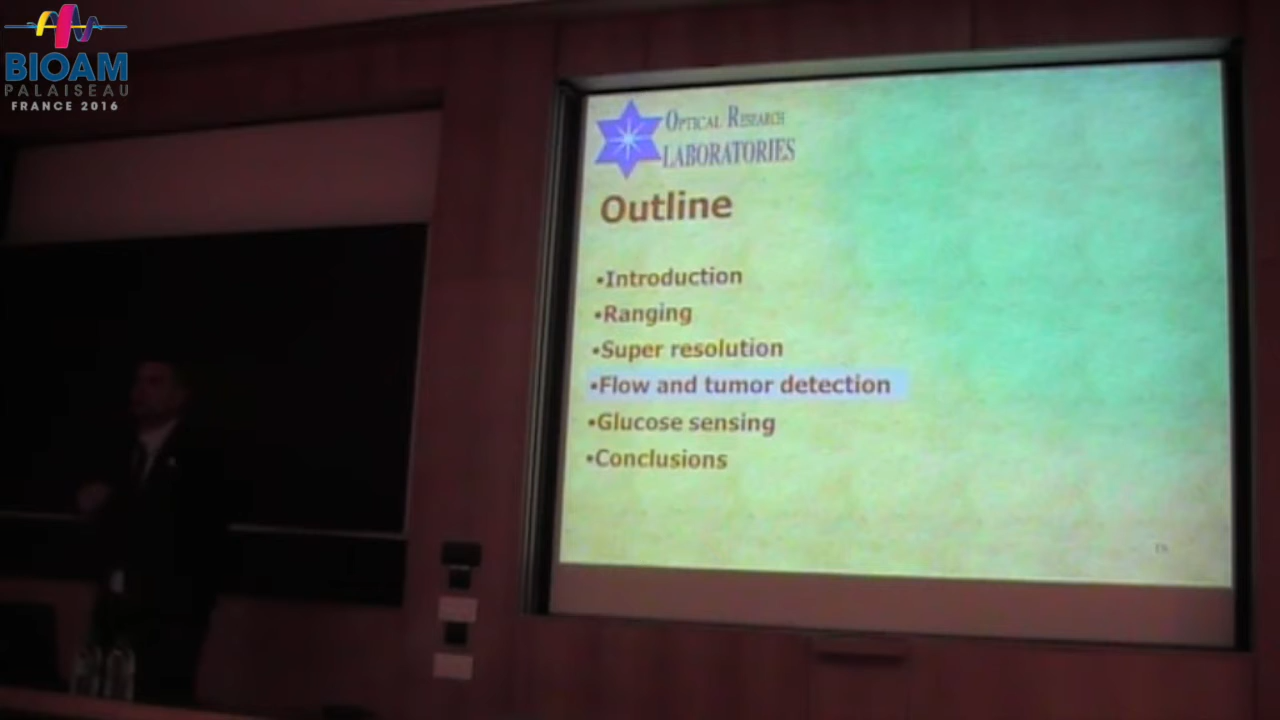 BIOAM
PALAISEAU
FRANCE 2016
OPTICAL RESEARCH
LABORATORIES
Outline
•Introduction
•Ranging
•Super resolution
•Flow and tumor detection
•Glucose sensing
•Conclusions